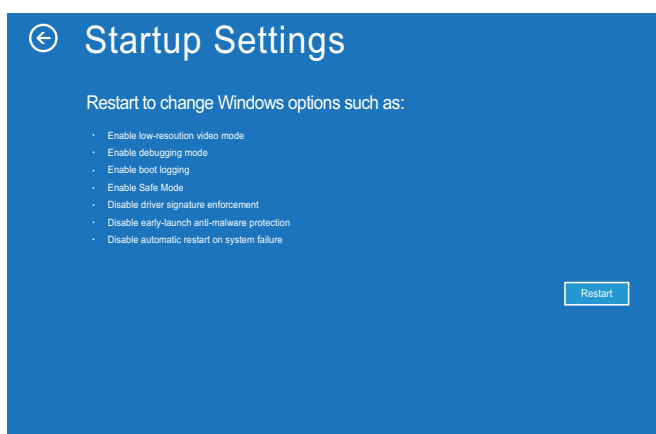 Startup Settings
Restart to change Windows options such as:
· Enable low-resoution video mode
· Enable debugging mode
· Enable boot logging
· Enable Safe Mode
· Disable driver signature enforcement
· Disable early-launch anti-malware protection
· Disable automatic restart on system failure
Restart